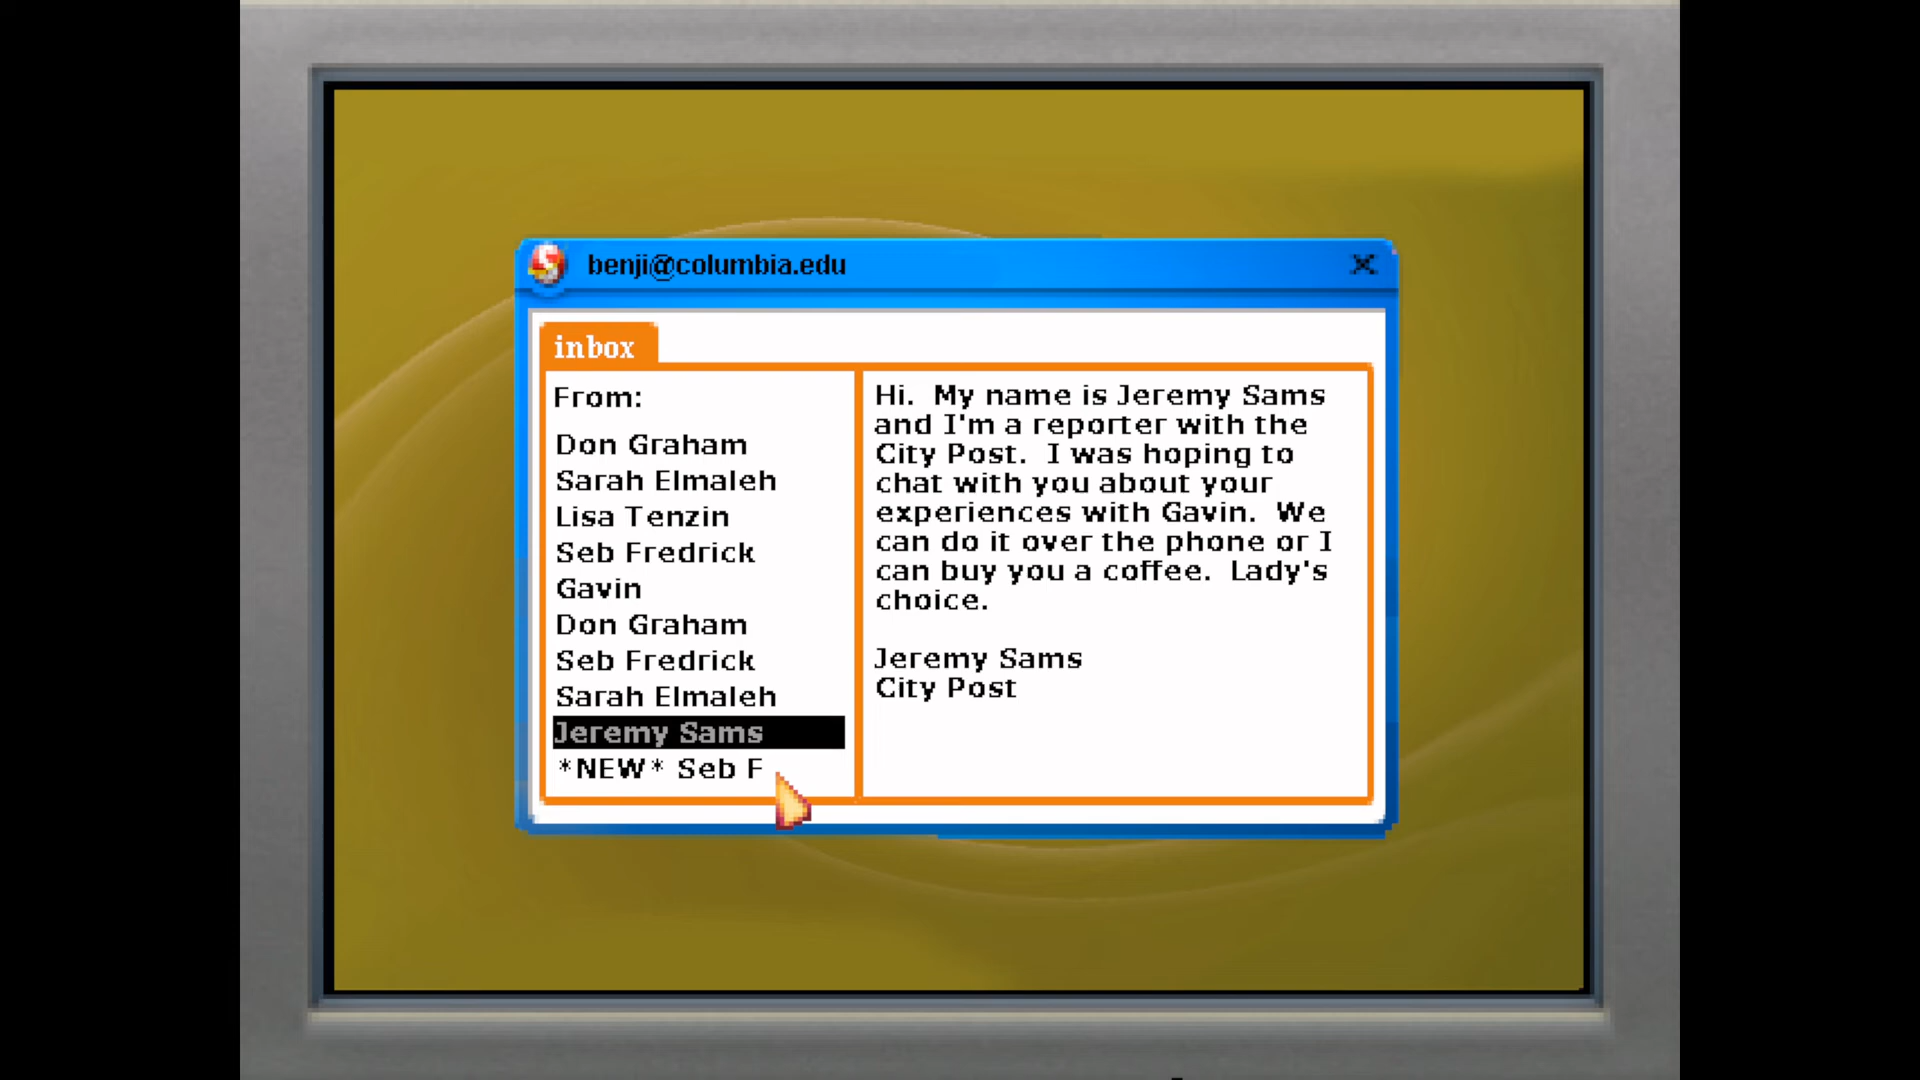 benji@columbia.edu
inbox
From:
Don Graham
Sarah Elmaleh
Lisa Tenzin
Seb Fredrick
Gavin
Don Graham
Seb Fredrick
Sarah Elmaleh
Jeremy Sams
*NEW* Seb F
Hi.  My name is Jeremy Sams
and I'm a reporter with the
City Post.  I was hoping to
chat with you about your
experiences with Gavin.  We
can do it over the phone or I
can buy you a coffee.  Lady's
choice.
Jeremy Sams
City Post